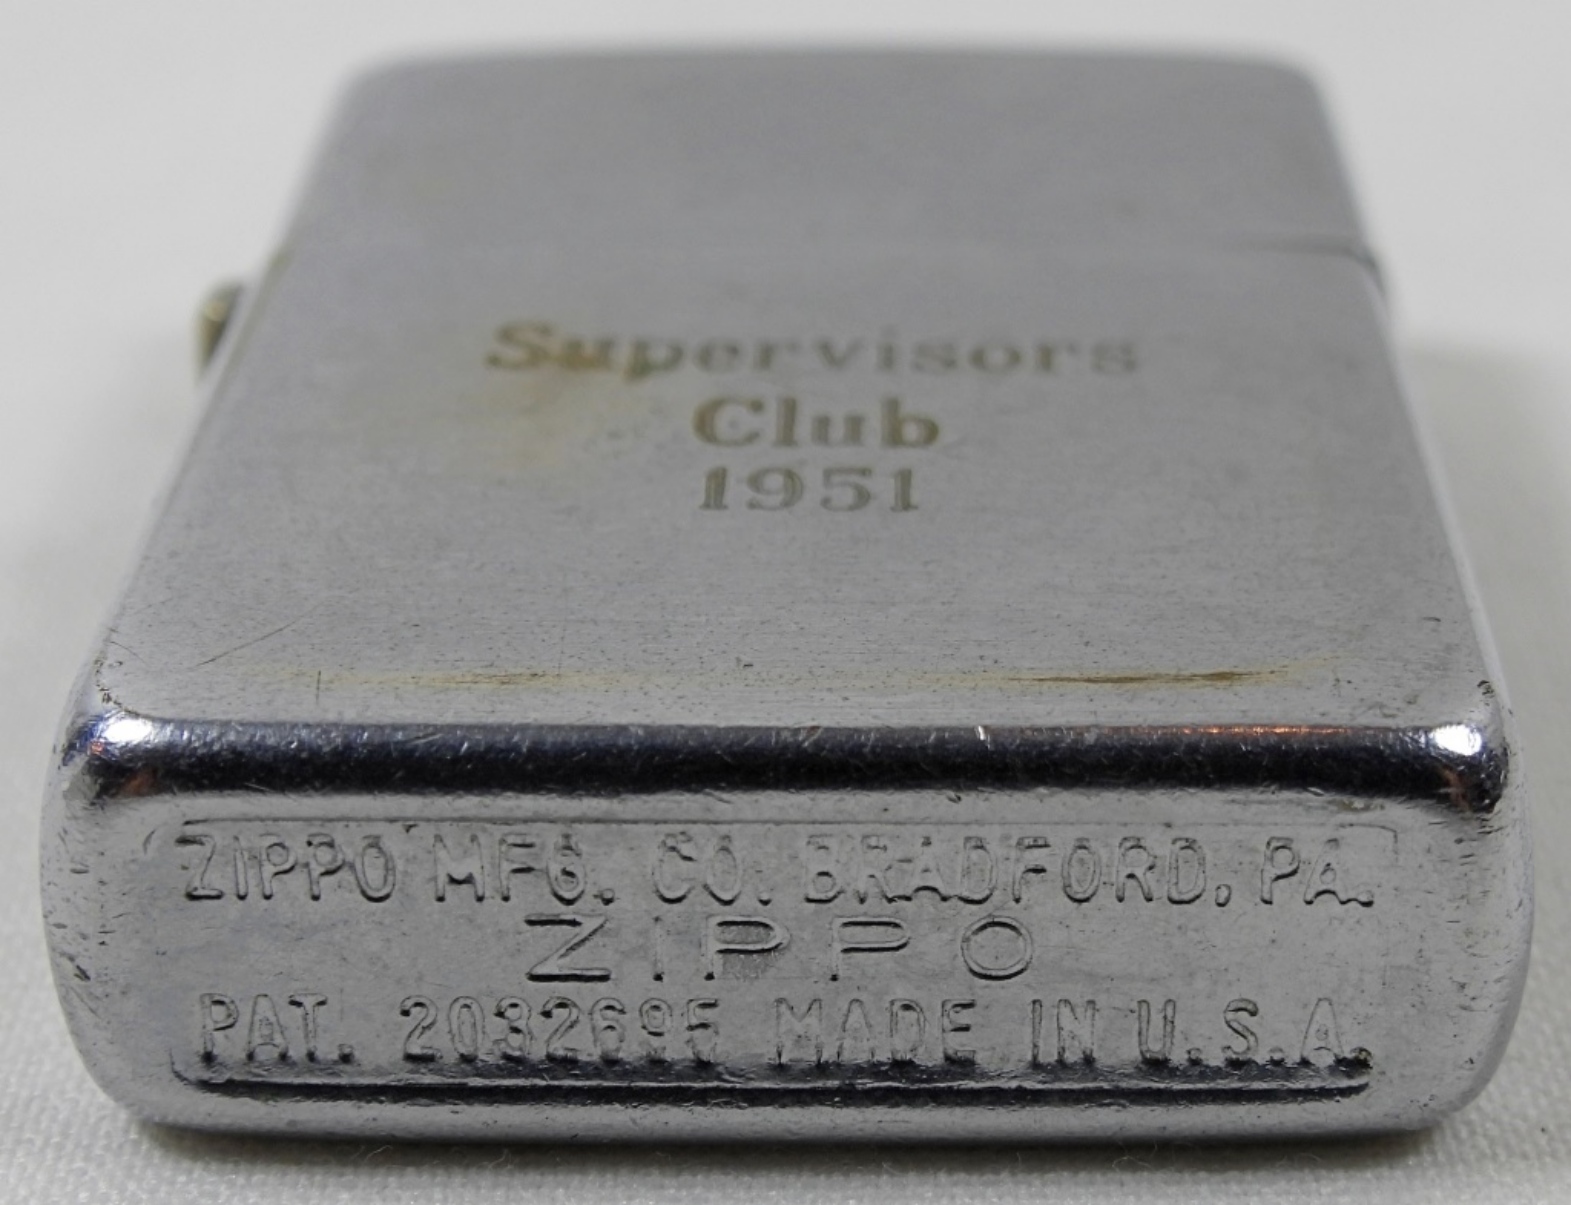 Supervisors
Club
1951
ZIPPO MFG. CO. BRADFORD, PA.
ZIPPO
PAT. 2032695 MADE IN U.S.A.